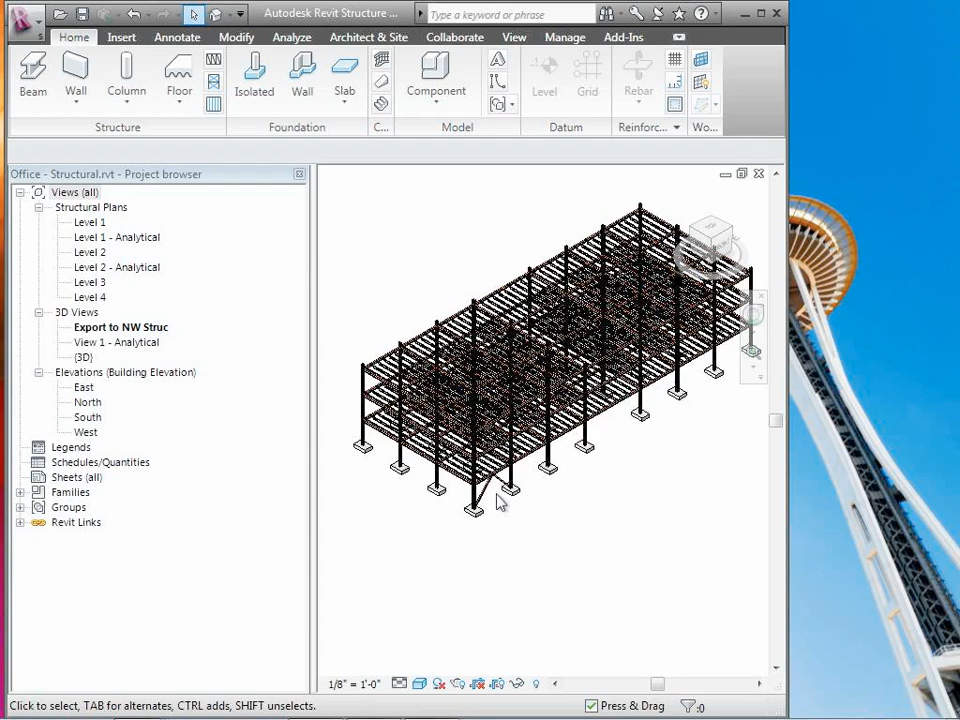 Autodesk Revit Structure ...
Type a keyword or phrase
Home Insert Annotate Modify Analyze Architect & Site Collaborate View Manage Add-Ins
Beam Wall Column Floor Isolated Wall Slab Component Level Grid Rebar
Structure Foundation C... Model Datum Reinforc... Wo...
Office - Structural.rvt - Project browser
Views (all)
Structural Plans
Level 1
Level 1 - Analytical
Level 2
Level 2 - Analytical
Level 3
Level 4
3D Views
Export to NW Struc
View 1 - Analytical
{3D}
Elevations (Building Elevation)
East
North
South
West
Legends
Schedules/Quantities
Sheets (all)
Families
Groups
Revit Links
1/8" = 1'-0"
Click to select, TAB for alternates, CTRL adds, SHIFT unselects.
Press & Drag
:0